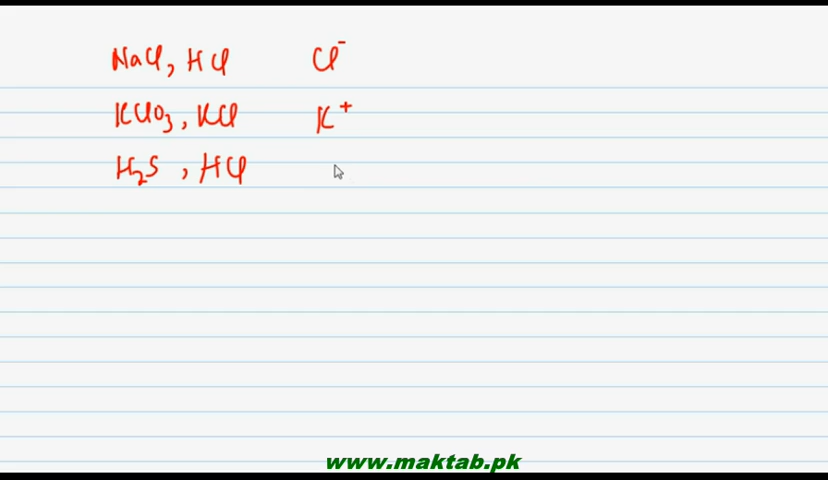 NaCl, HCl Cl⁻
KClO₃, KCl K⁺
H₂S, HCl
www.maktab.pk